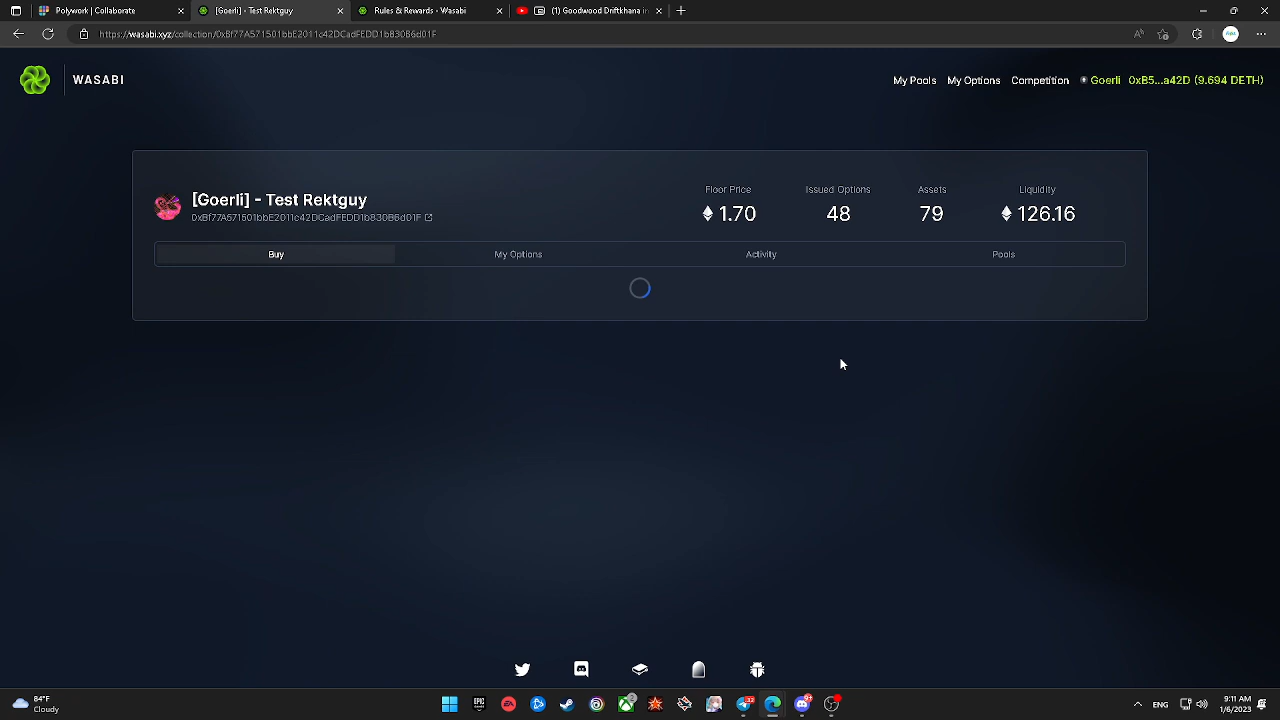 Polywork | Collaborate
[Goerli] - Test Rektguy
Rules & Rewards - Wasabi
(1) Goodwood Driftkhana in
https://wasabi.xyz/collection/0xBf77A571501bbE2011c42DCadFEDD1b830B6d01F
WASABI
My Pools
My Options
Competition
Goerli
0xB5...a42D (9.694 DETH)
[Goerli] - Test Rektguy
0xBf77A571501bbE2011c42DCadFEDD1b830B6d01F
Floor Price
1.70
Issued Options
48
Assets
79
Liquidity
126.16
Buy
My Options
Activity
Pools
84°F
Cloudy
ENG
9:11 AM
1/6/2023